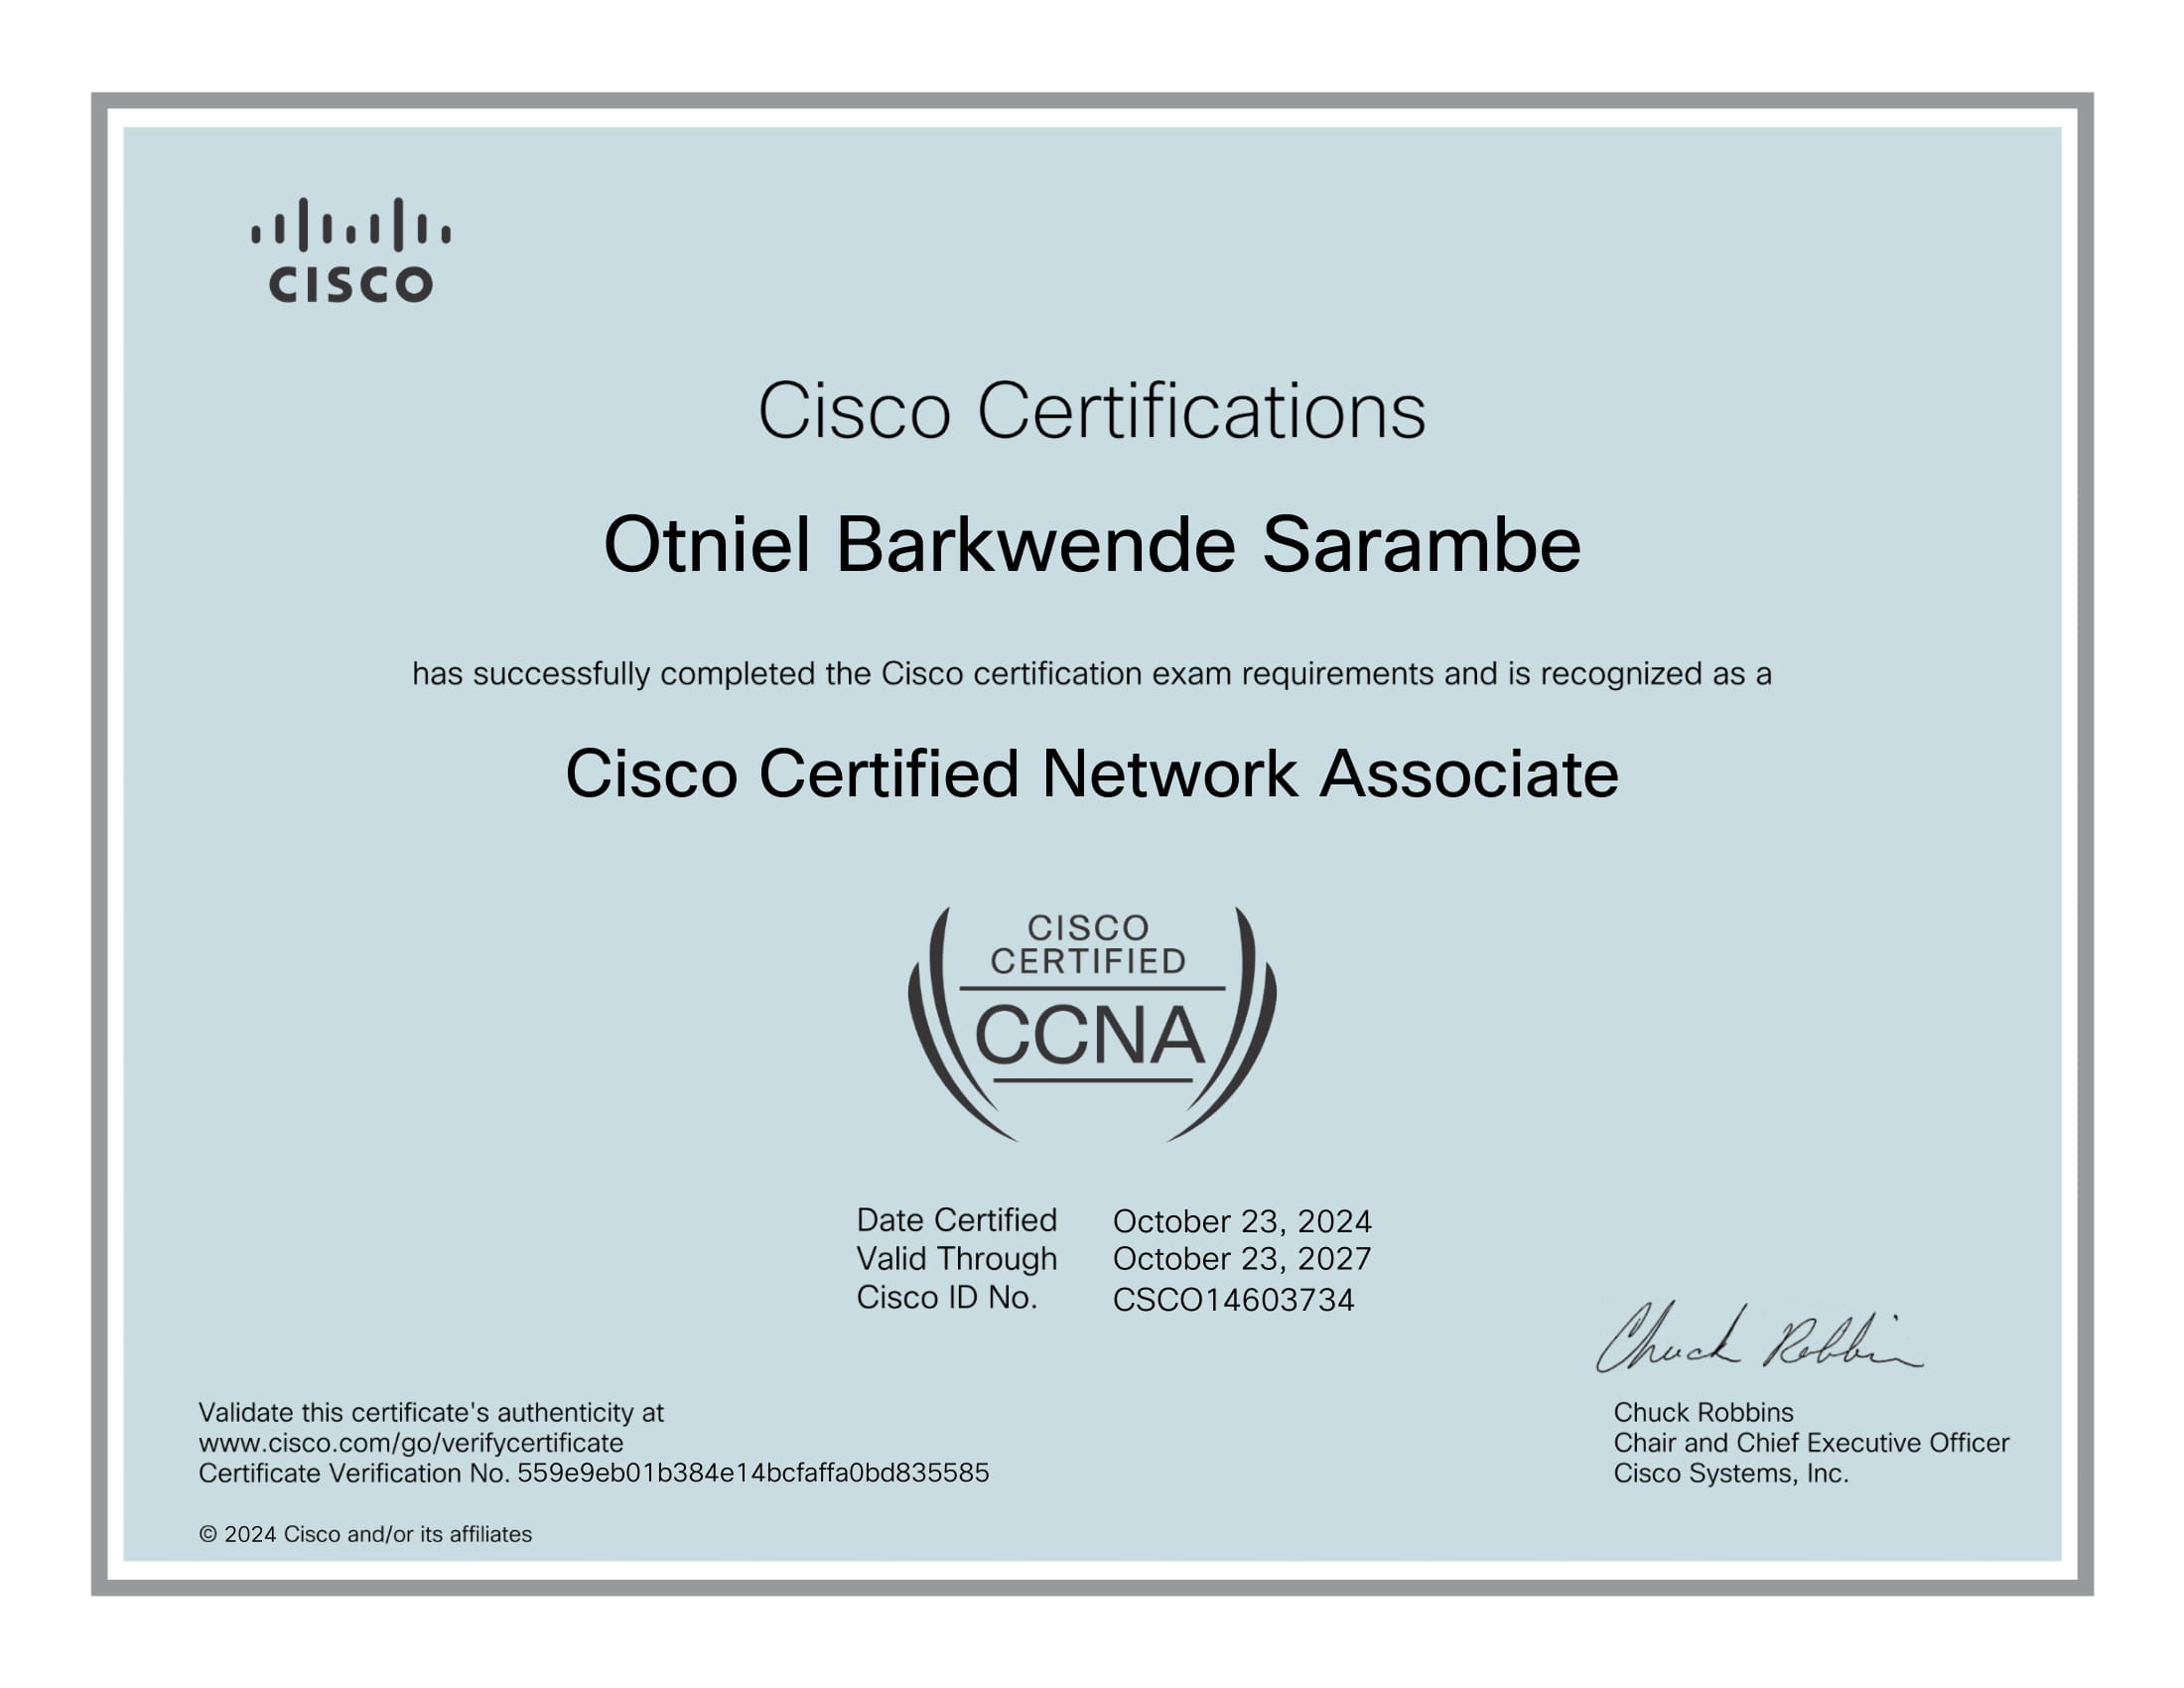 CISCO
Cisco Certifications
Otniel Barkwende Sarambe
has successfully completed the Cisco certification exam requirements and is recognized as a
Cisco Certified Network Associate
CISCO
CERTIFIED
CCNA
Date Certified October 23, 2024
Valid Through October 23, 2027
Cisco ID No. CSCO14603734
Chuck Robbins
Validate this certificate's authenticity at
www.cisco.com/go/verifycertificate
Certificate Verification No. 559e9eb01b384e14bcfaffa0bd835585
Chuck Robbins
Chair and Chief Executive Officer
Cisco Systems, Inc.
© 2024 Cisco and/or its affiliates